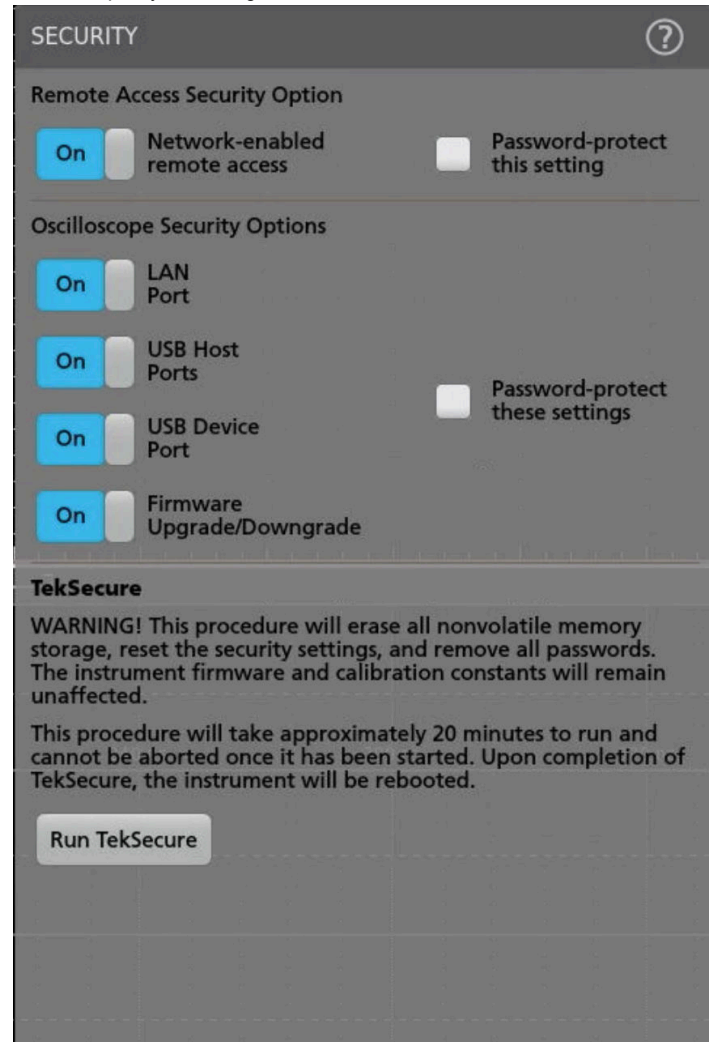 SECURITY
?
Remote Access Security Option
On
Network-enabled
remote access
Password-protect
this setting
Oscilloscope Security Options
On
LAN
Port
On
USB Host
Ports
On
USB Device
Port
Password-protect
these settings
On
Firmware
Upgrade/Downgrade
TekSecure
WARNING! This procedure will erase all nonvolatile memory
storage, reset the security settings, and remove all passwords.
The instrument firmware and calibration constants will remain
unaffected.
This procedure will take approximately 20 minutes to run and
cannot be aborted once it has been started. Upon completion of
TekSecure, the instrument will be rebooted.
Run TekSecure